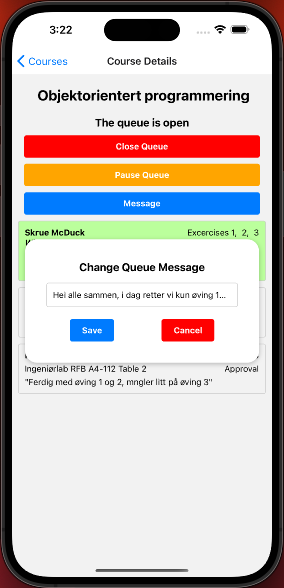 3:22
Courses
Course Details
Objektorientert programmering
The queue is open
Close Queue
Pause Queue
Message
Skrue McDuck Excercises 1, 2, 3
Change Queue Message
Hei alle sammen, i dag retter vi kun øving 1...
Save Cancel
Ingeniørlab RFB A4-112 Table 2 Approval
"Ferdig med øving 1 og 2, mngler litt på øving 3"